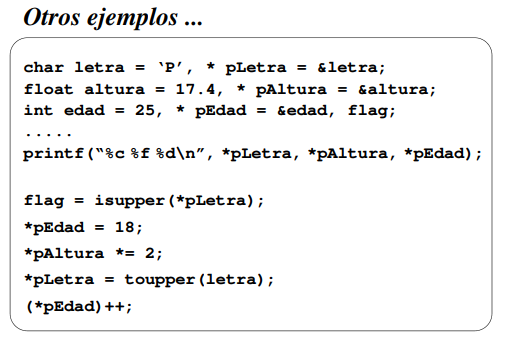 Otros ejemplos ...
char letra = ‘P’, * pLetra = &letra;
float altura = 17.4, * pAltura = &altura;
int edad = 25, * pEdad = &edad, flag;
.....
printf(“%c %f %d\n”, *pLetra, *pAltura, *pEdad);
flag = isupper(*pLetra);
*pEdad = 18;
*pAltura *= 2;
*pLetra = toupper(letra);
(*pEdad)++;